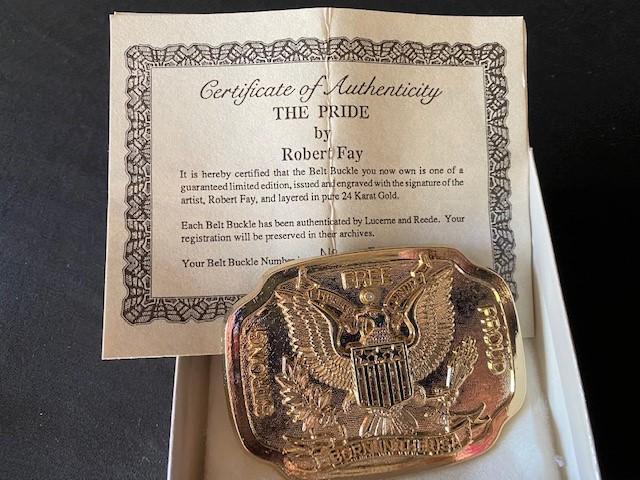 Certificate of Authenticity
THE PRIDE
by
Robert Fay
It is hereby certified that the Belt Buckle you now own is one of a
guaranteed limited edition, issued and engraved with the signature of the
artist, Robert Fay, and layered in pure 24 Karat Gold.
Each Belt Buckle has been authenticated by Lucerne and Reede. Your
registration will be preserved in their archives.
Your Belt Buckle Number
FREE
STRONG
PROUD
BORN IN THE USA